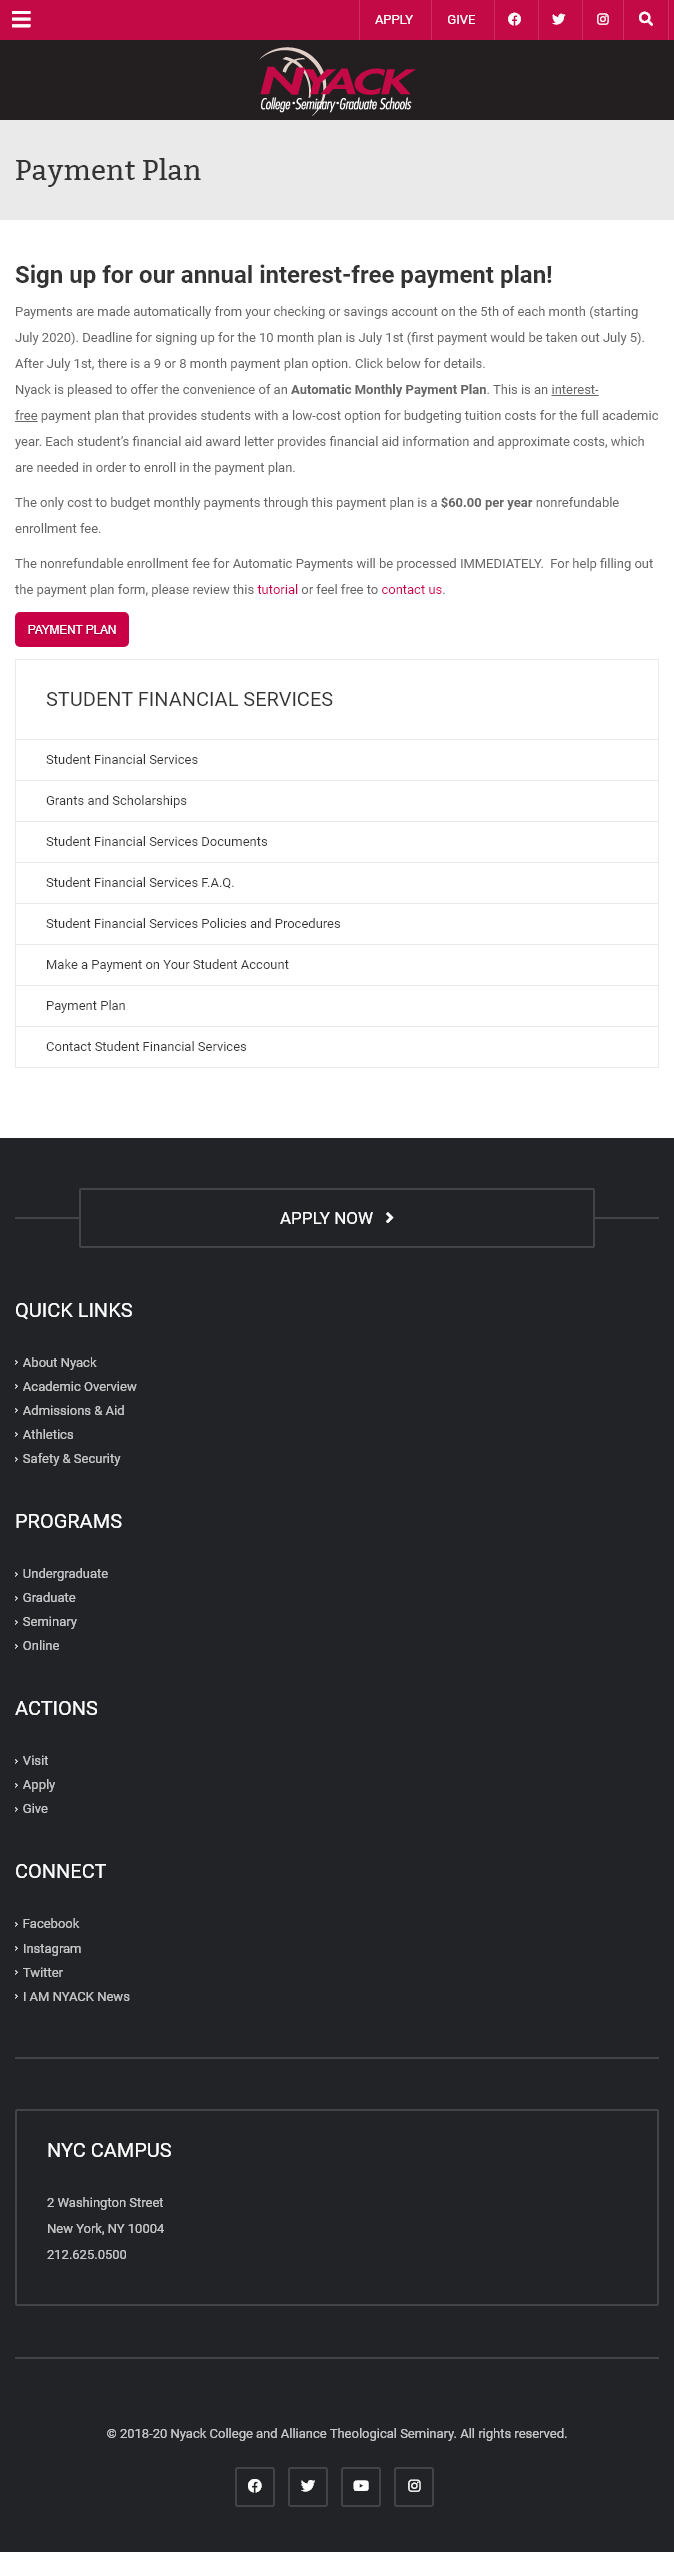 APPLY GIVE
NYACK
College • Seminary • Graduate Schools
Payment Plan
Sign up for our annual interest-free payment plan!
Payments are made automatically from your checking or savings account on the 5th of each month (starting
July 2020). Deadline for signing up for the 10 month plan is July 1st (first payment would be taken out July 5).
After July 1st, there is a 9 or 8 month payment plan option. Click below for details.
Nyack is pleased to offer the convenience of an Automatic Monthly Payment Plan. This is an interest-
free payment plan that provides students with a low-cost option for budgeting tuition costs for the full academic
year. Each student's financial aid award letter provides financial aid information and approximate costs, which
are needed in order to enroll in the payment plan.
The only cost to budget monthly payments through this payment plan is a $60.00 per year nonrefundable
enrollment fee.
The nonrefundable enrollment fee for Automatic Payments will be processed IMMEDIATELY.  For help filling out
the payment plan form, please review this tutorial or feel free to contact us.
PAYMENT PLAN
STUDENT FINANCIAL SERVICES
Student Financial Services
Grants and Scholarships
Student Financial Services Documents
Student Financial Services F.A.Q.
Student Financial Services Policies and Procedures
Make a Payment on Your Student Account
Payment Plan
Contact Student Financial Services
APPLY NOW
QUICK LINKS
About Nyack
Academic Overview
Admissions & Aid
Athletics
Safety & Security
PROGRAMS
Undergraduate
Graduate
Seminary
Online
ACTIONS
Visit
Apply
Give
CONNECT
Facebook
Instagram
Twitter
I AM NYACK News
NYC CAMPUS
2 Washington Street
New York, NY 10004
212.625.0500
© 2018-20 Nyack College and Alliance Theological Seminary. All rights reserved.